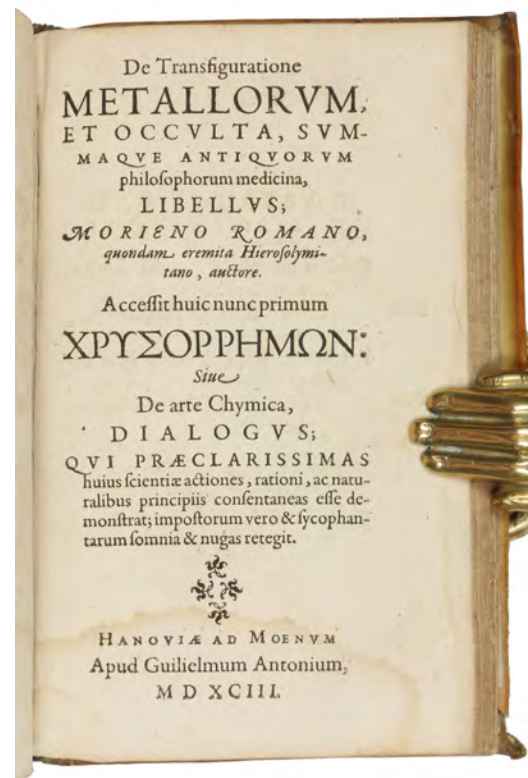 De Transfiguratione
METALLORVM,
ET OCCVLTA, SVM-
MAQVE ANTIQVORVM
philoſophorum medicina,
LIBELLVS;
MORIENO ROMANO,
quondam eremita Hieroſolymi-
tano, auctore.
Acceſſit huic nunc primum
ΧΡΥΣΟΡΡΗΜΩΝ:
Siue
De arte Chymica,
DIALOGVS;
QVI PRÆCLARISSIMAS
huius ſcientiæ actiones, rationi, ac natu-
ralibus principiis conſentaneas eſſe de-
monſtrat; impoſtorum vero & ſycophan-
tarum ſomnia & nugas retegit.
HANOVIÆ AD MOENVM
Apud Guilielmum Antonium,
M D XCIII.